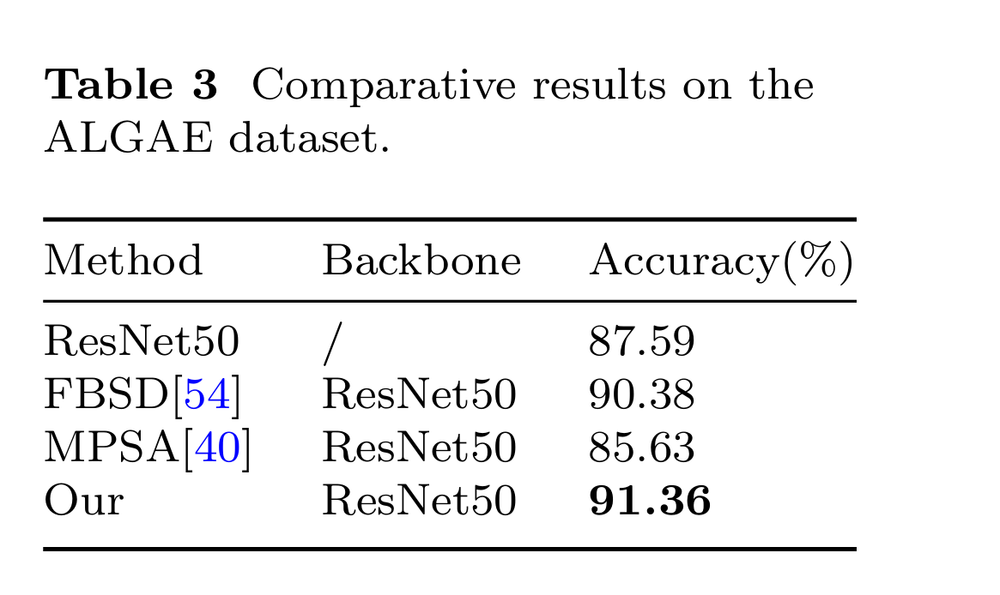 Table 3 Comparative results on the
ALGAE dataset.
Method Backbone Accuracy(%)
ResNet50 / 87.59
FBSD[54] ResNet50 90.38
MPSA[40] ResNet50 85.63
Our ResNet50 91.36